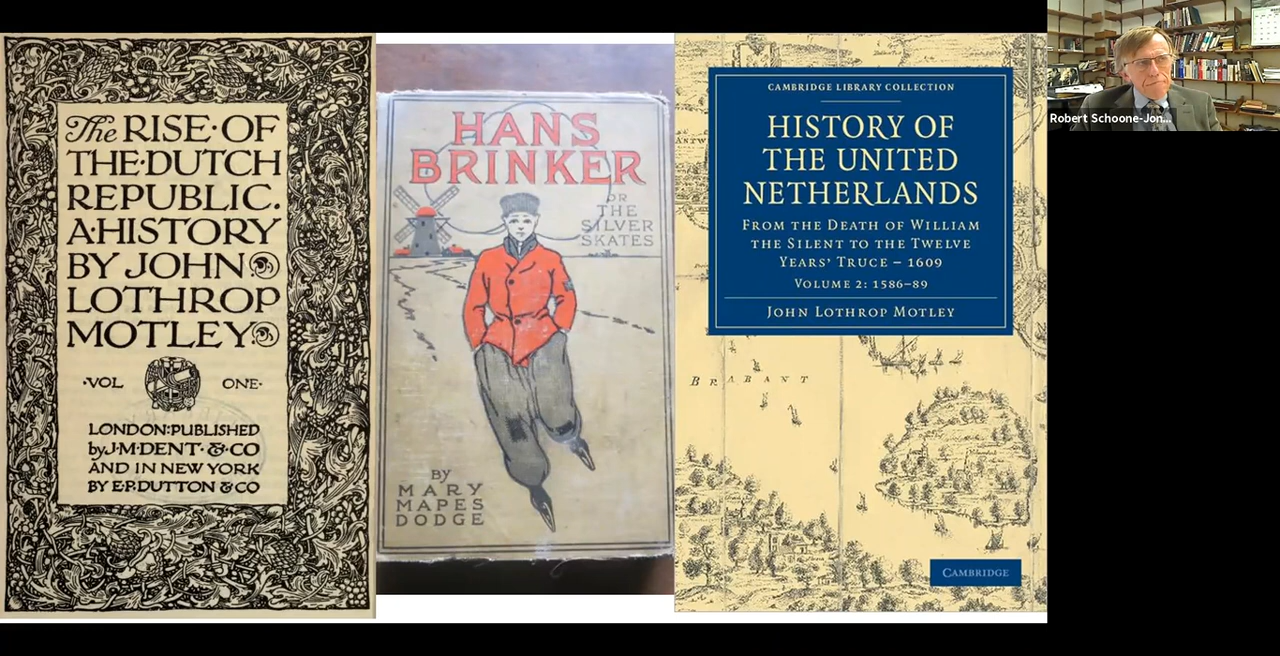 The RISE·OF
THE·DUTCH
REPUBLIC.
A·HISTORY
BY JOHN
LOTHROP
MOTLEY
·VOL ONE·
LONDON:PUBLISHED
by J·M·DENT·&·CO
AND IN NEW YORK
BY E·P·DUTTON & CO
HANS
BRINKER
OR
THE
SILVER
SKATES
BY
MARY
MAPES
DODGE
CAMBRIDGE LIBRARY COLLECTION
HISTORY OF
THE UNITED
NETHERLANDS
FROM THE DEATH OF WILLIAM
THE SILENT TO THE TWELVE
YEARS' TRUCE – 1609
VOLUME 2: 1586–89
JOHN LOTHROP MOTLEY
ANTW
BRABANT
CAMBRIDGE
Robert Schoone-Jon...